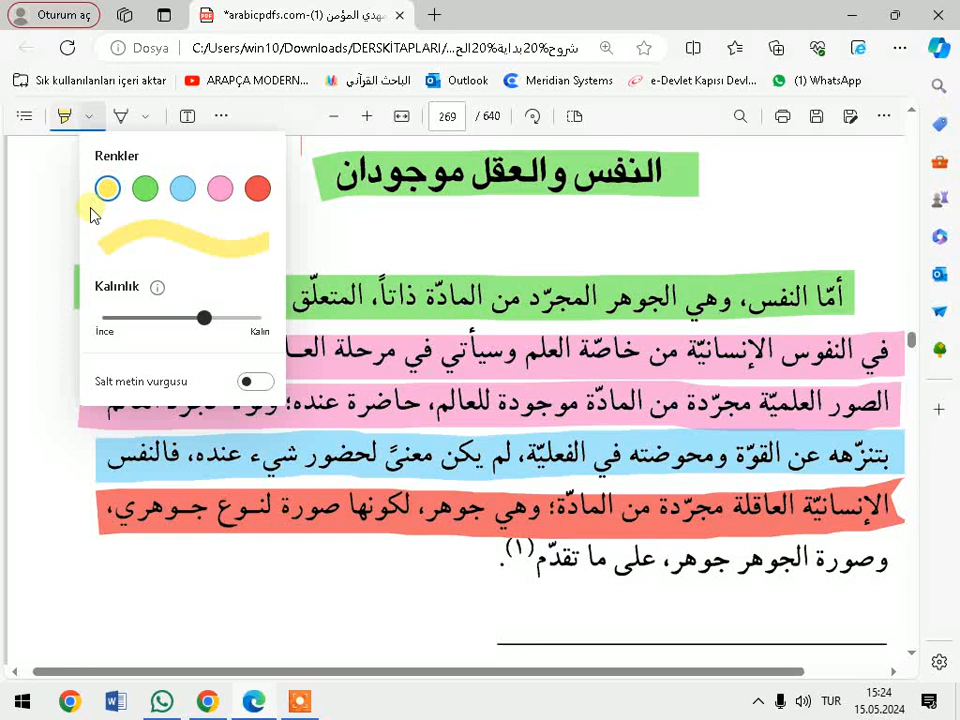 Oturum aç
*arabicpdfs.com-(1)-مهدي المؤمن
Dosya
C:/Users/win10/Downloads/DERSKİTAPLARI/...شروح%20بداية%20الح
Sık kullanılanları içeri aktar
ARAPÇA MODERN...
الباحث القرآني
Outlook
Meridian Systems
e-Devlet Kapısı Devl...
(1) WhatsApp
269 / 640
Renkler
Kalınlık
İnce
Kalın
Salt metin vurgusu
النفس والعقل موجودان
أمّا النفس، وهي الجوهر المجرّد من المادّة ذاتاً، المتعلّق
في النفوس الإنسانيّة من خاصّة العلم وسيأتي في مرحلة
الصور العلميّة مجرّدة من المادّة موجودة للعالم، حاضرة عنده؛
بتنزّهه عن القوّة ومحوضته في الفعليّة، لم يكن معنىً لحضور شيء عنده، فالنفس
الإنسانيّة العاقلة مجرّدة من المادّة؛ وهي جوهر، لكونها صورة لنوع جوهري،
وصورة الجوهر جوهر، على ما تقدّم(١).
TUR
15:24
15.05.2024